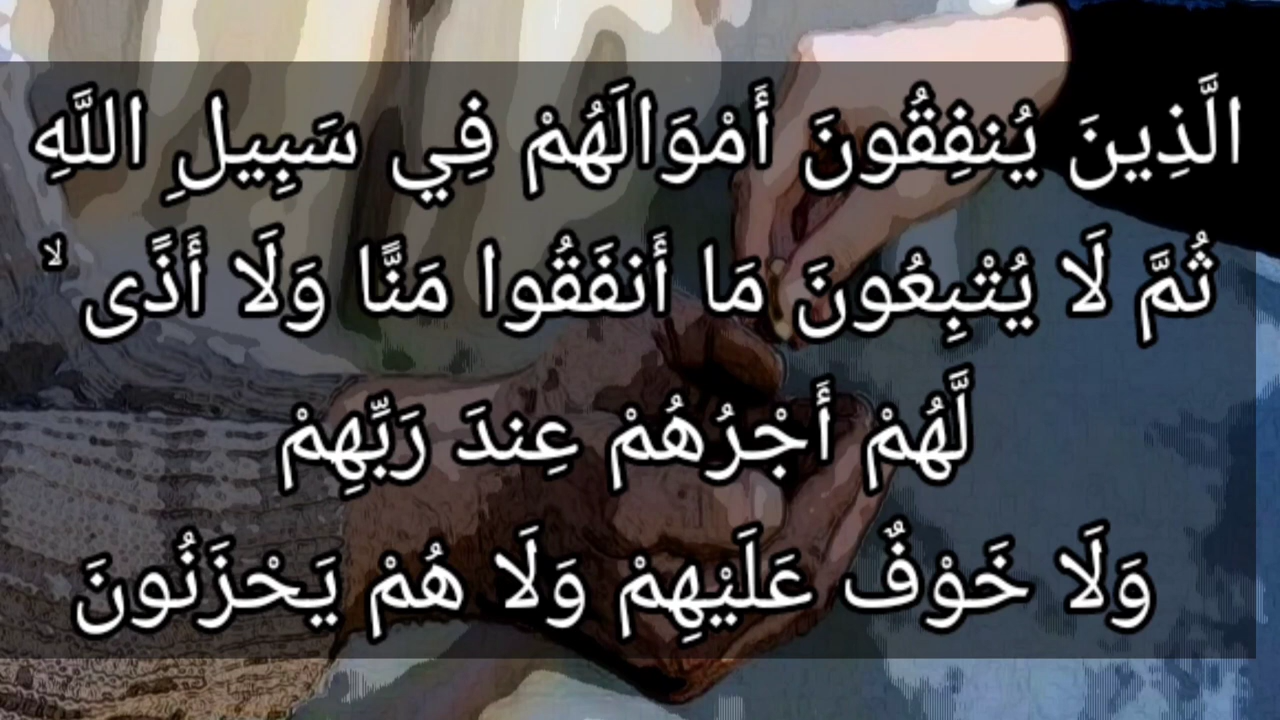 الَّذِينَ يُنفِقُونَ أَمْوَالَهُمْ فِي سَبِيلِ اللَّهِ
ثُمَّ لَا يُتْبِعُونَ مَا أَنفَقُوا مَنًّا وَلَا أَذًى ۙ
لَّهُمْ أَجْرُهُمْ عِندَ رَبِّهِمْ
وَلَا خَوْفٌ عَلَيْهِمْ وَلَا هُمْ يَحْزَنُونَ